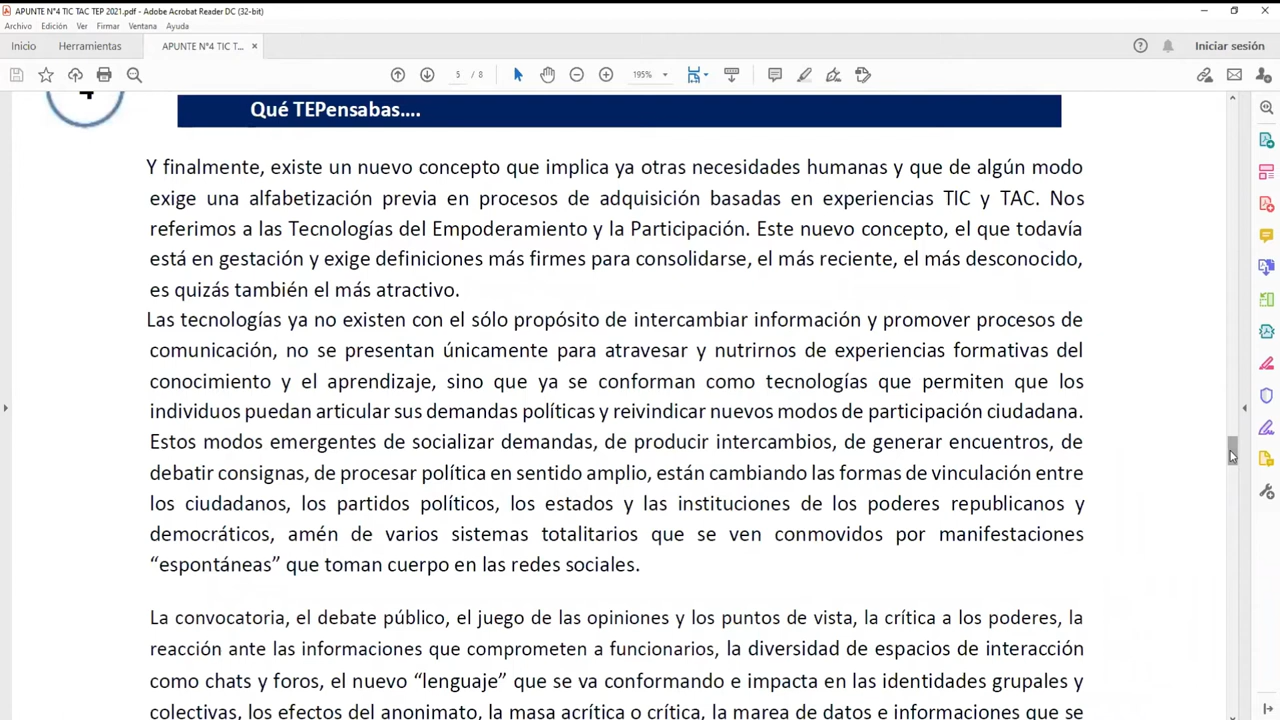 APUNTE N°4 TIC TAC TEP 2021.pdf - Adobe Acrobat Reader DC (32-bit)
Archivo Edición Ver Firmar Ventana Ayuda
Inicio Herramientas APUNTE N°4 TIC T... × Iniciar sesión
5 / 8 195%
4
Qué TEPensabas....
Y finalmente, existe un nuevo concepto que implica ya otras necesidades humanas y que de algún modo
exige una alfabetización previa en procesos de adquisición basadas en experiencias TIC y TAC. Nos
referimos a las Tecnologías del Empoderamiento y la Participación. Este nuevo concepto, el que todavía
está en gestación y exige definiciones más firmes para consolidarse, el más reciente, el más desconocido,
es quizás también el más atractivo.
Las tecnologías ya no existen con el sólo propósito de intercambiar información y promover procesos de
comunicación, no se presentan únicamente para atravesar y nutrirnos de experiencias formativas del
conocimiento y el aprendizaje, sino que ya se conforman como tecnologías que permiten que los
individuos puedan articular sus demandas políticas y reivindicar nuevos modos de participación ciudadana.
Estos modos emergentes de socializar demandas, de producir intercambios, de generar encuentros, de
debatir consignas, de procesar política en sentido amplio, están cambiando las formas de vinculación entre
los ciudadanos, los partidos políticos, los estados y las instituciones de los poderes republicanos y
democráticos, amén de varios sistemas totalitarios que se ven conmovidos por manifestaciones
“espontáneas” que toman cuerpo en las redes sociales.
La convocatoria, el debate público, el juego de las opiniones y los puntos de vista, la crítica a los poderes, la
reacción ante las informaciones que comprometen a funcionarios, la diversidad de espacios de interacción
como chats y foros, el nuevo “lenguaje” que se va conformando e impacta en las identidades grupales y
colectivas, los efectos del anonimato, la masa acrítica o crítica, la marea de datos e informaciones que se